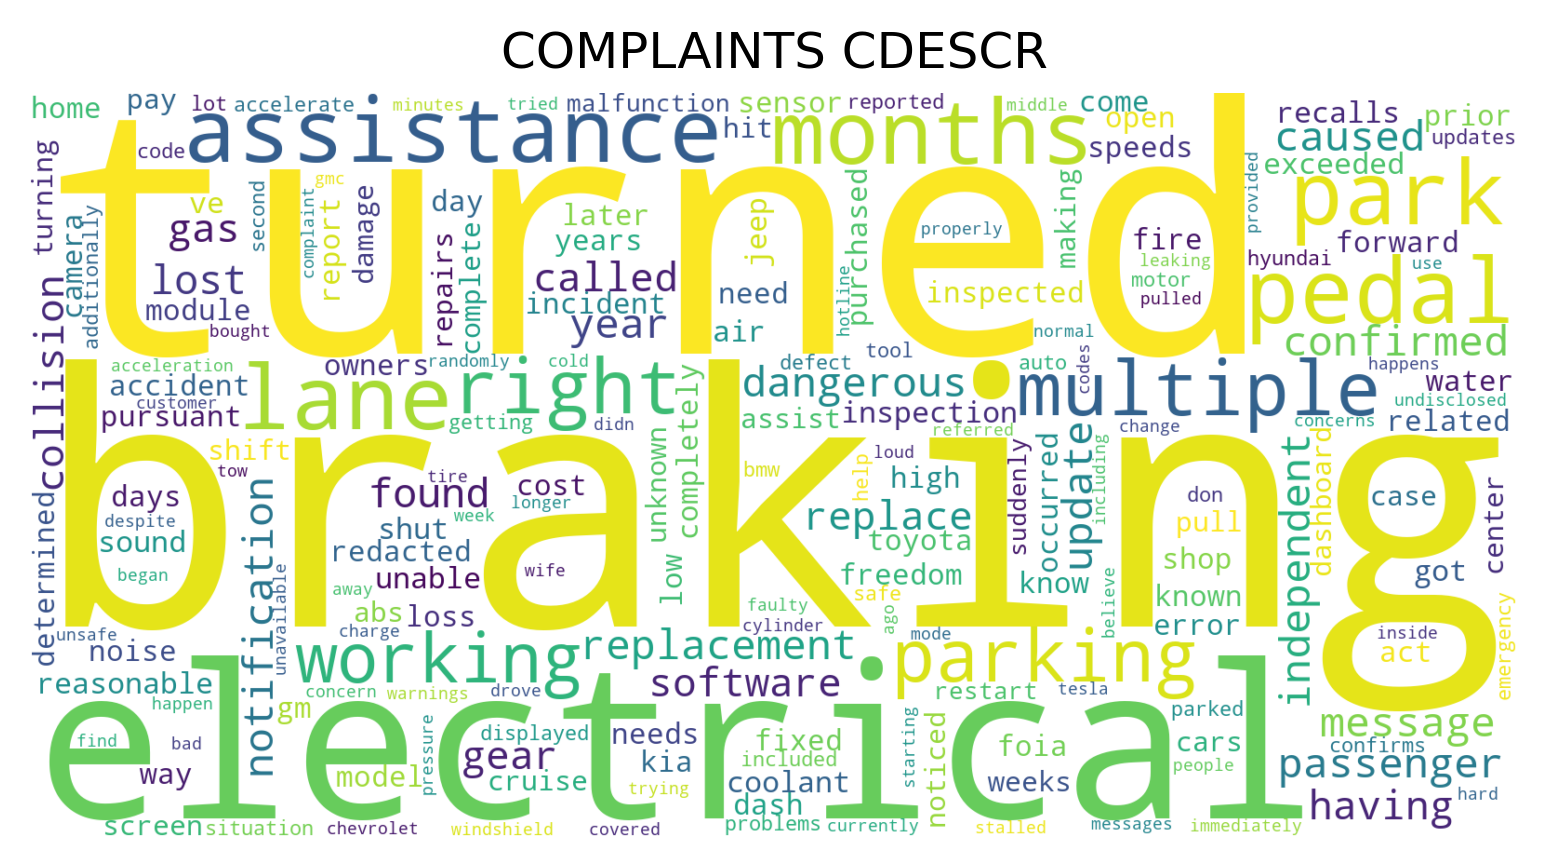 COMPLAINTS CDESCR
home
pay
lot
accelerate
minutes
tried
malfunction
sensor
reported
middle
come
open
recalls
prior
code
assistance
hit
months
speeds
caused
updates
exceeded
turning
turned
park
ve
gas
second
complaint
gmc
report
damage
day
later
years
jeep
purchased
properly
making
fire
leaking
motor
pulled
provided
hyundai
forward
use
camera
additionally
lost
module
bought
repairs
complete
called
incident
year
need
air
hotline
inspected
normal
pedal
confirmed
collision
acceleration
accident
customer
pursuant
lane
owners
randomly
cold
right
getting
didn
defect
tool
dangerous
assist
inspection
referred
auto
codes
multiple
change
happens
water
undisclosed
concerns
related
braking
shift
tow
days
despite
sound
began
found
tire
week
cost
longer
shut
redacted
unable
wife
away
abs
loss
charge
unknown
completely
low
bmw
help
loud
high
replace
toyota
freedom
safe
faulty
cylinder
ago
mode
suddenly
occurred
update
including
know
believe
don
pull
shop
known
error
independent
dashboard
case
got
center
inside
act
emergency
determined
unsafe
noise
notification
unavailable
reasonable
happen
working
replacement
software
parking
concern
warnings
drove
restart
tesla
parked
message
confirms
electrical
gm
find
bad
way
model
pressure
displayed
gear
cruise
needs
kia
trying
fixed
included
coolant
dash
problems
currently
starting
noticed
foia
weeks
cars
people
passenger
having
hard
screen
situation
chevrolet
windshield
covered
stalled
messages
immediately